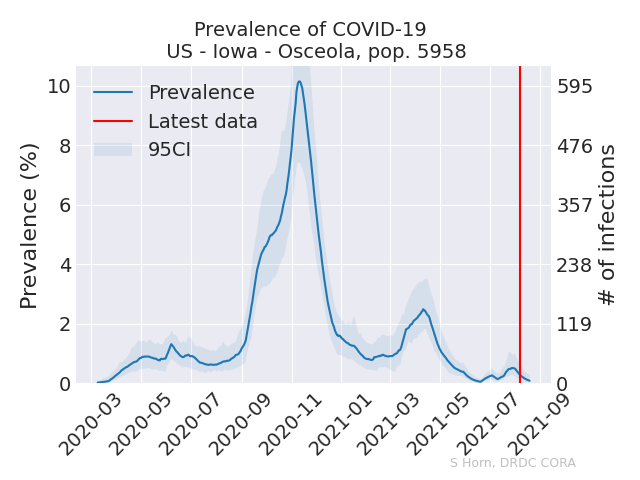 Prevalence of COVID-19
US - Iowa - Osceola, pop. 5958
Prevalence
Latest data
95CI
Prevalence (%)
10
8
6
4
2
0
595
476
357
238
119
0
# of infections
2020-03
2020-05
2020-07
2020-09
2020-11
2021-01
2021-03
2021-05
2021-07
2021-09
S Horn, DRDC CORA